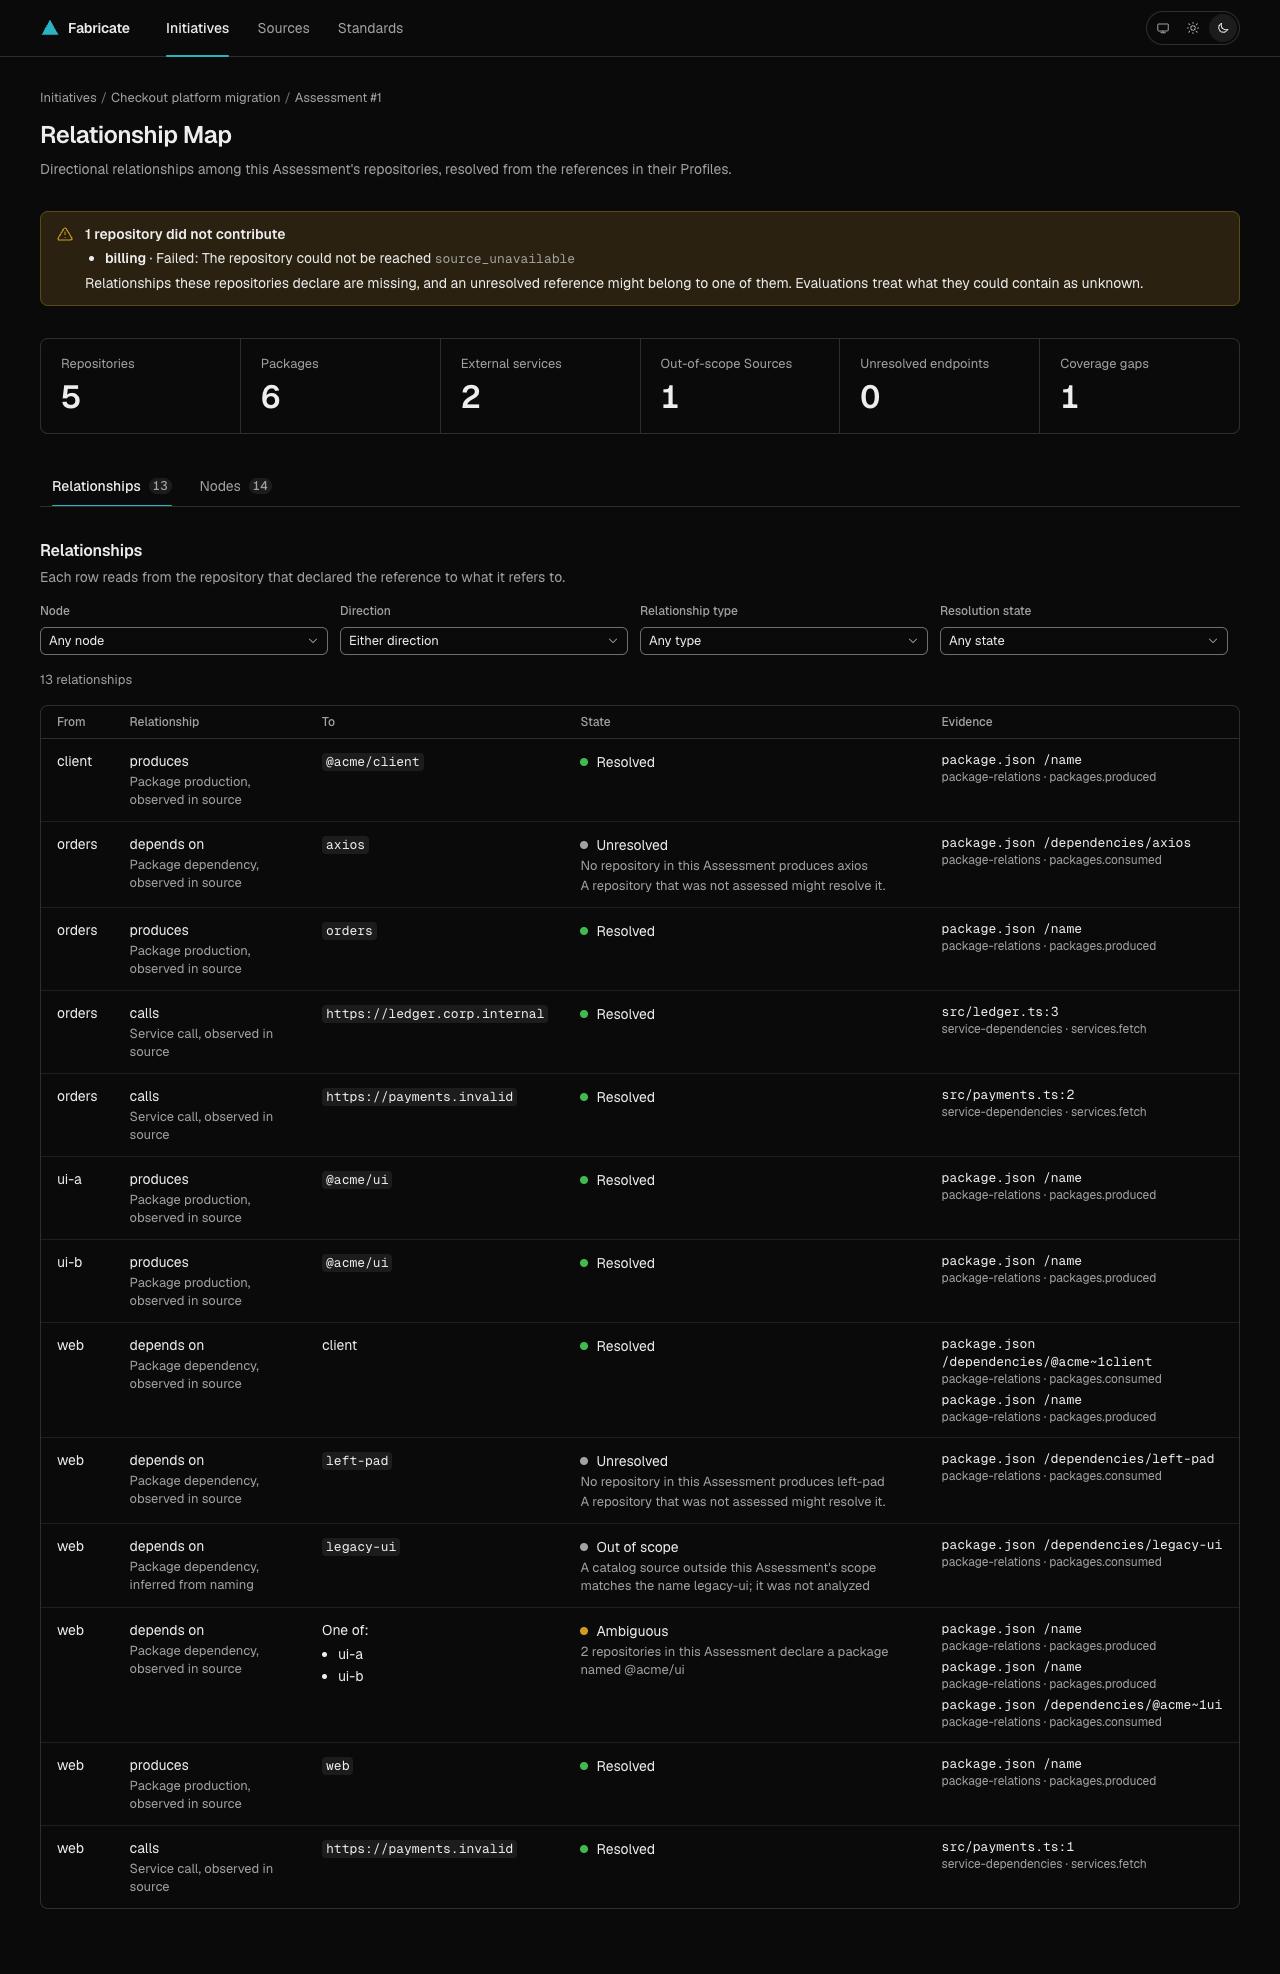 Fabricate
Initiatives
Sources
Standards
Initiatives / Checkout platform migration / Assessment #1
Relationship Map
Directional relationships among this Assessment's repositories, resolved from the references in their Profiles.
1 repository did not contribute
• billing · Failed: The repository could not be reached source_unavailable
Relationships these repositories declare are missing, and an unresolved reference might belong to one of them. Evaluations treat what they could contain as unknown.
Repositories
5
Packages
6
External services
2
Out-of-scope Sources
1
Unresolved endpoints
0
Coverage gaps
1
Relationships 13
Nodes 14
Relationships
Each row reads from the repository that declared the reference to what it refers to.
Node
Any node
Direction
Either direction
Relationship type
Any type
Resolution state
Any state
13 relationships
From
Relationship
To
State
Evidence
client
produces
Package production,
observed in source
@acme/client
Resolved
package.json /name
package-relations · packages.produced
orders
depends on
Package dependency,
observed in source
axios
Unresolved
No repository in this Assessment produces axios
A repository that was not assessed might resolve it.
package.json /dependencies/axios
package-relations · packages.consumed
orders
produces
Package production,
observed in source
orders
Resolved
package.json /name
package-relations · packages.produced
orders
calls
Service call, observed in
source
https://ledger.corp.internal
Resolved
src/ledger.ts:3
service-dependencies · services.fetch
orders
calls
Service call, observed in
source
https://payments.invalid
Resolved
src/payments.ts:2
service-dependencies · services.fetch
ui-a
produces
Package production,
observed in source
@acme/ui
Resolved
package.json /name
package-relations · packages.produced
ui-b
produces
Package production,
observed in source
@acme/ui
Resolved
package.json /name
package-relations · packages.produced
web
depends on
Package dependency,
observed in source
client
Resolved
package.json
/dependencies/@acme~1client
package-relations · packages.consumed
package.json /name
package-relations · packages.produced
web
depends on
Package dependency,
observed in source
left-pad
Unresolved
No repository in this Assessment produces left-pad
A repository that was not assessed might resolve it.
package.json /dependencies/left-pad
package-relations · packages.consumed
web
depends on
Package dependency,
inferred from naming
legacy-ui
Out of scope
A catalog source outside this Assessment's scope
matches the name legacy-ui; it was not analyzed
package.json /dependencies/legacy-ui
package-relations · packages.consumed
web
depends on
Package dependency,
observed in source
One of:
• ui-a
• ui-b
Ambiguous
2 repositories in this Assessment declare a package
named @acme/ui
package.json /name
package-relations · packages.produced
package.json /name
package-relations · packages.produced
package.json /dependencies/@acme~1ui
package-relations · packages.consumed
web
produces
Package production,
observed in source
web
Resolved
package.json /name
package-relations · packages.produced
web
calls
Service call, observed in
source
https://payments.invalid
Resolved
src/payments.ts:1
service-dependencies · services.fetch